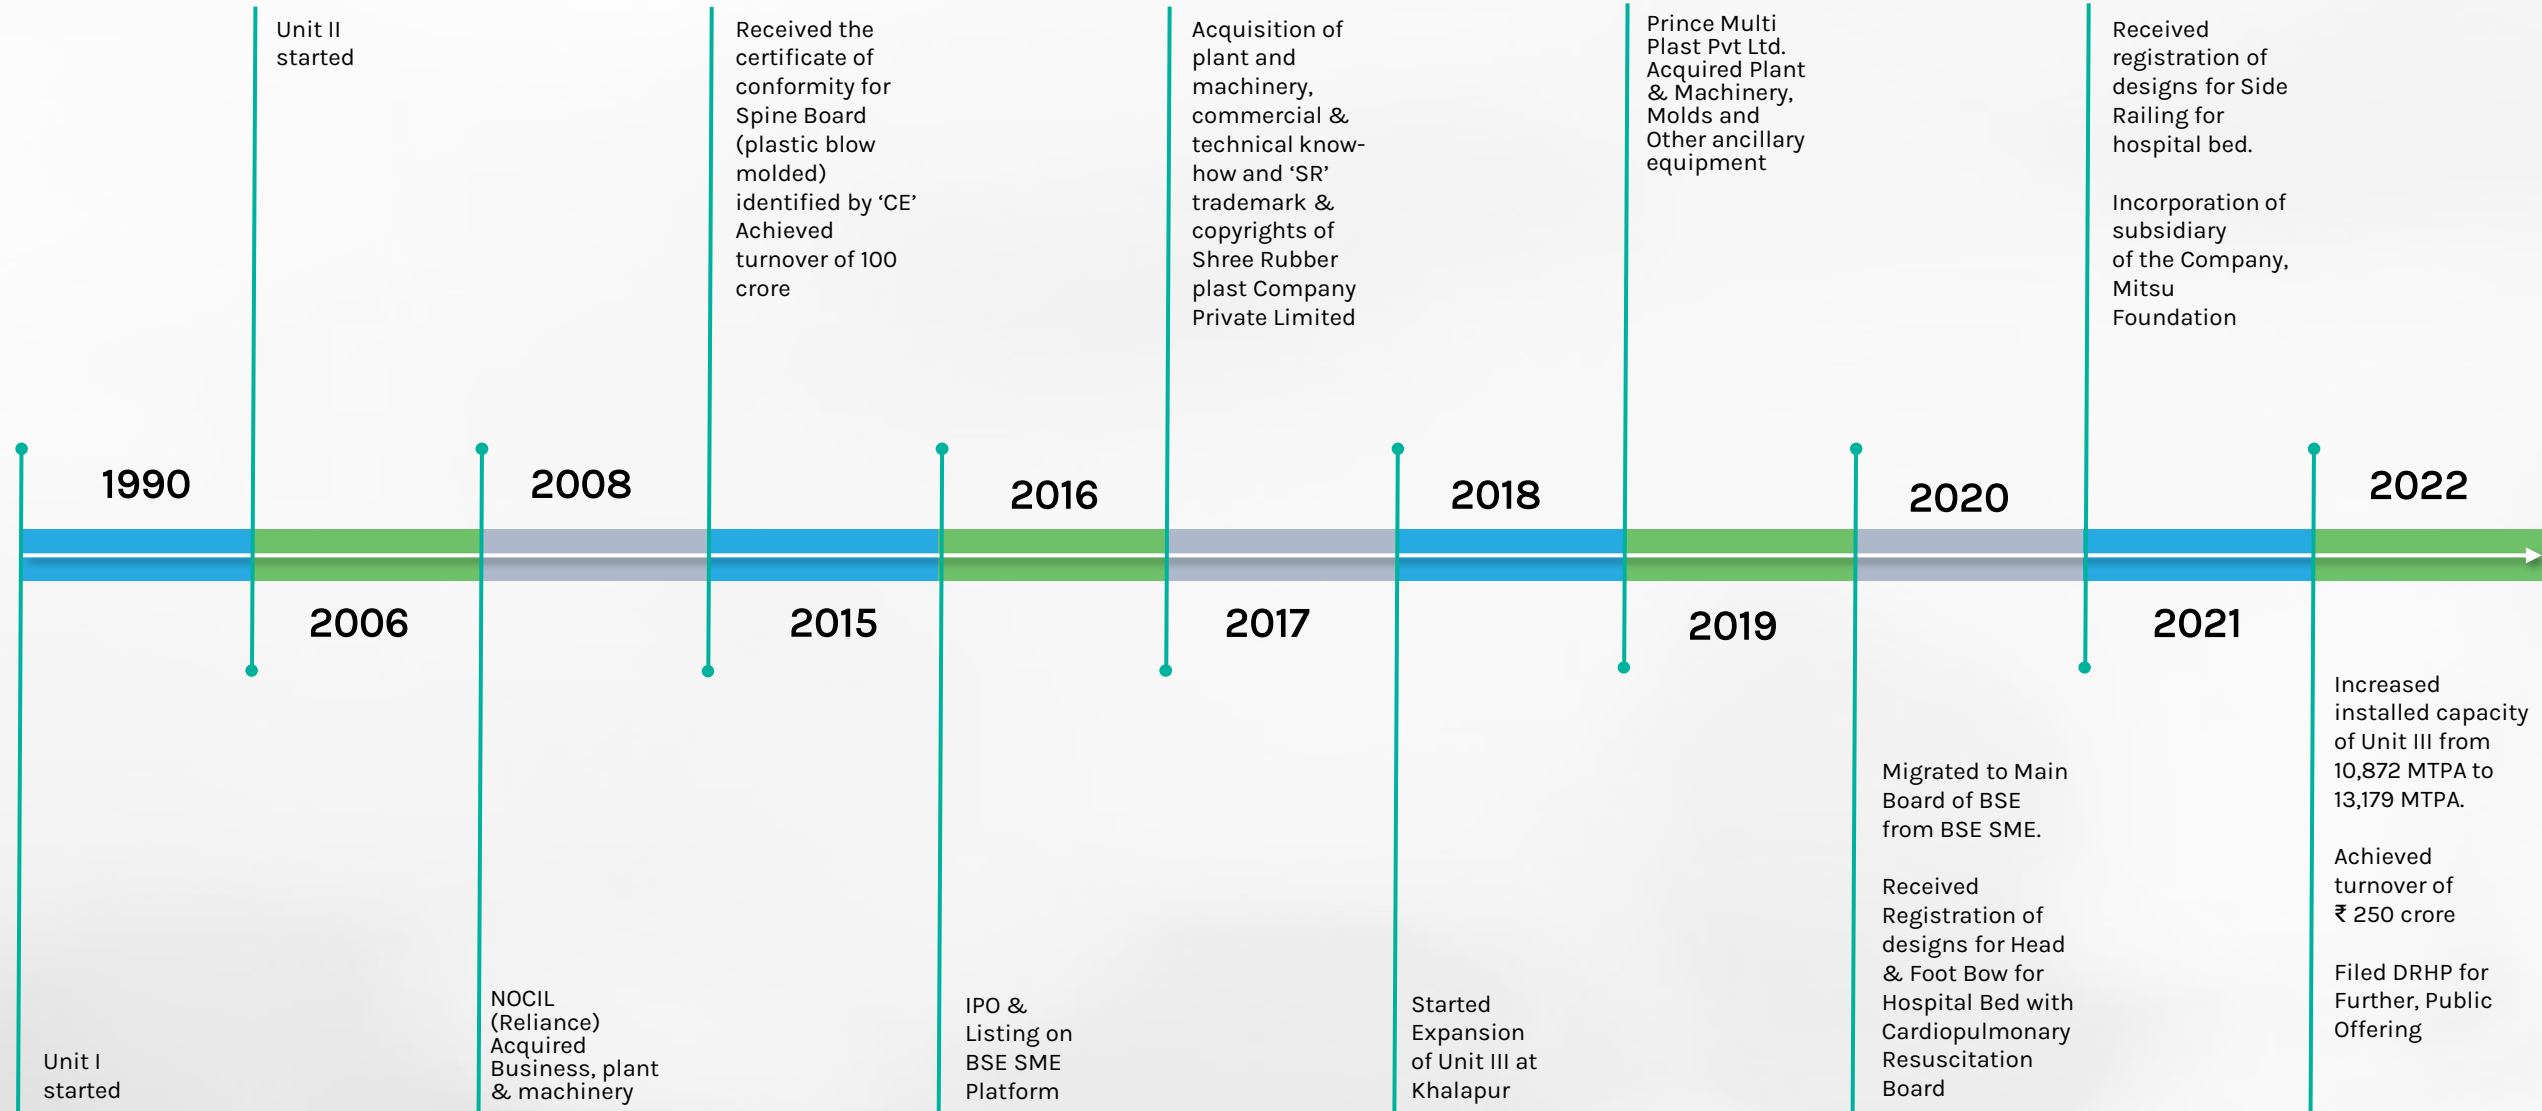 Unit II
started
Received the
certificate of
conformity for
Spine Board
(plastic blow
molded)
identified by ‘CE’
Achieved
turnover of 100
crore
Acquisition of
plant and
machinery,
commercial &
technical know-
how and ‘SR’
trademark &
copyrights of
Shree Rubber
plast Company
Private Limited
Prince Multi
Plast Pvt Ltd.
Acquired Plant
& Machinery,
Molds and
Other ancillary
equipment
Received
registration of
designs for Side
Railing for
hospital bed.
Incorporation of
subsidiary
of the Company,
Mitsu
Foundation
1990
2008
2016
2018
2020
2022
2006
2015
2017
2019
2021
Unit I
started
NOCIL
(Reliance)
Acquired
Business, plant
& machinery
IPO &
Listing on
BSE SME
Platform
Started
Expansion
of Unit III at
Khalapur
Migrated to Main
Board of BSE
from BSE SME.
Received
Registration of
designs for Head
& Foot Bow for
Hospital Bed with
Cardiopulmonary
Resuscitation
Board
Increased
installed capacity
of Unit III from
10,872 MTPA to
13,179 MTPA.
Achieved
turnover of
₹ 250 crore
Filed DRHP for
Further, Public
Offering